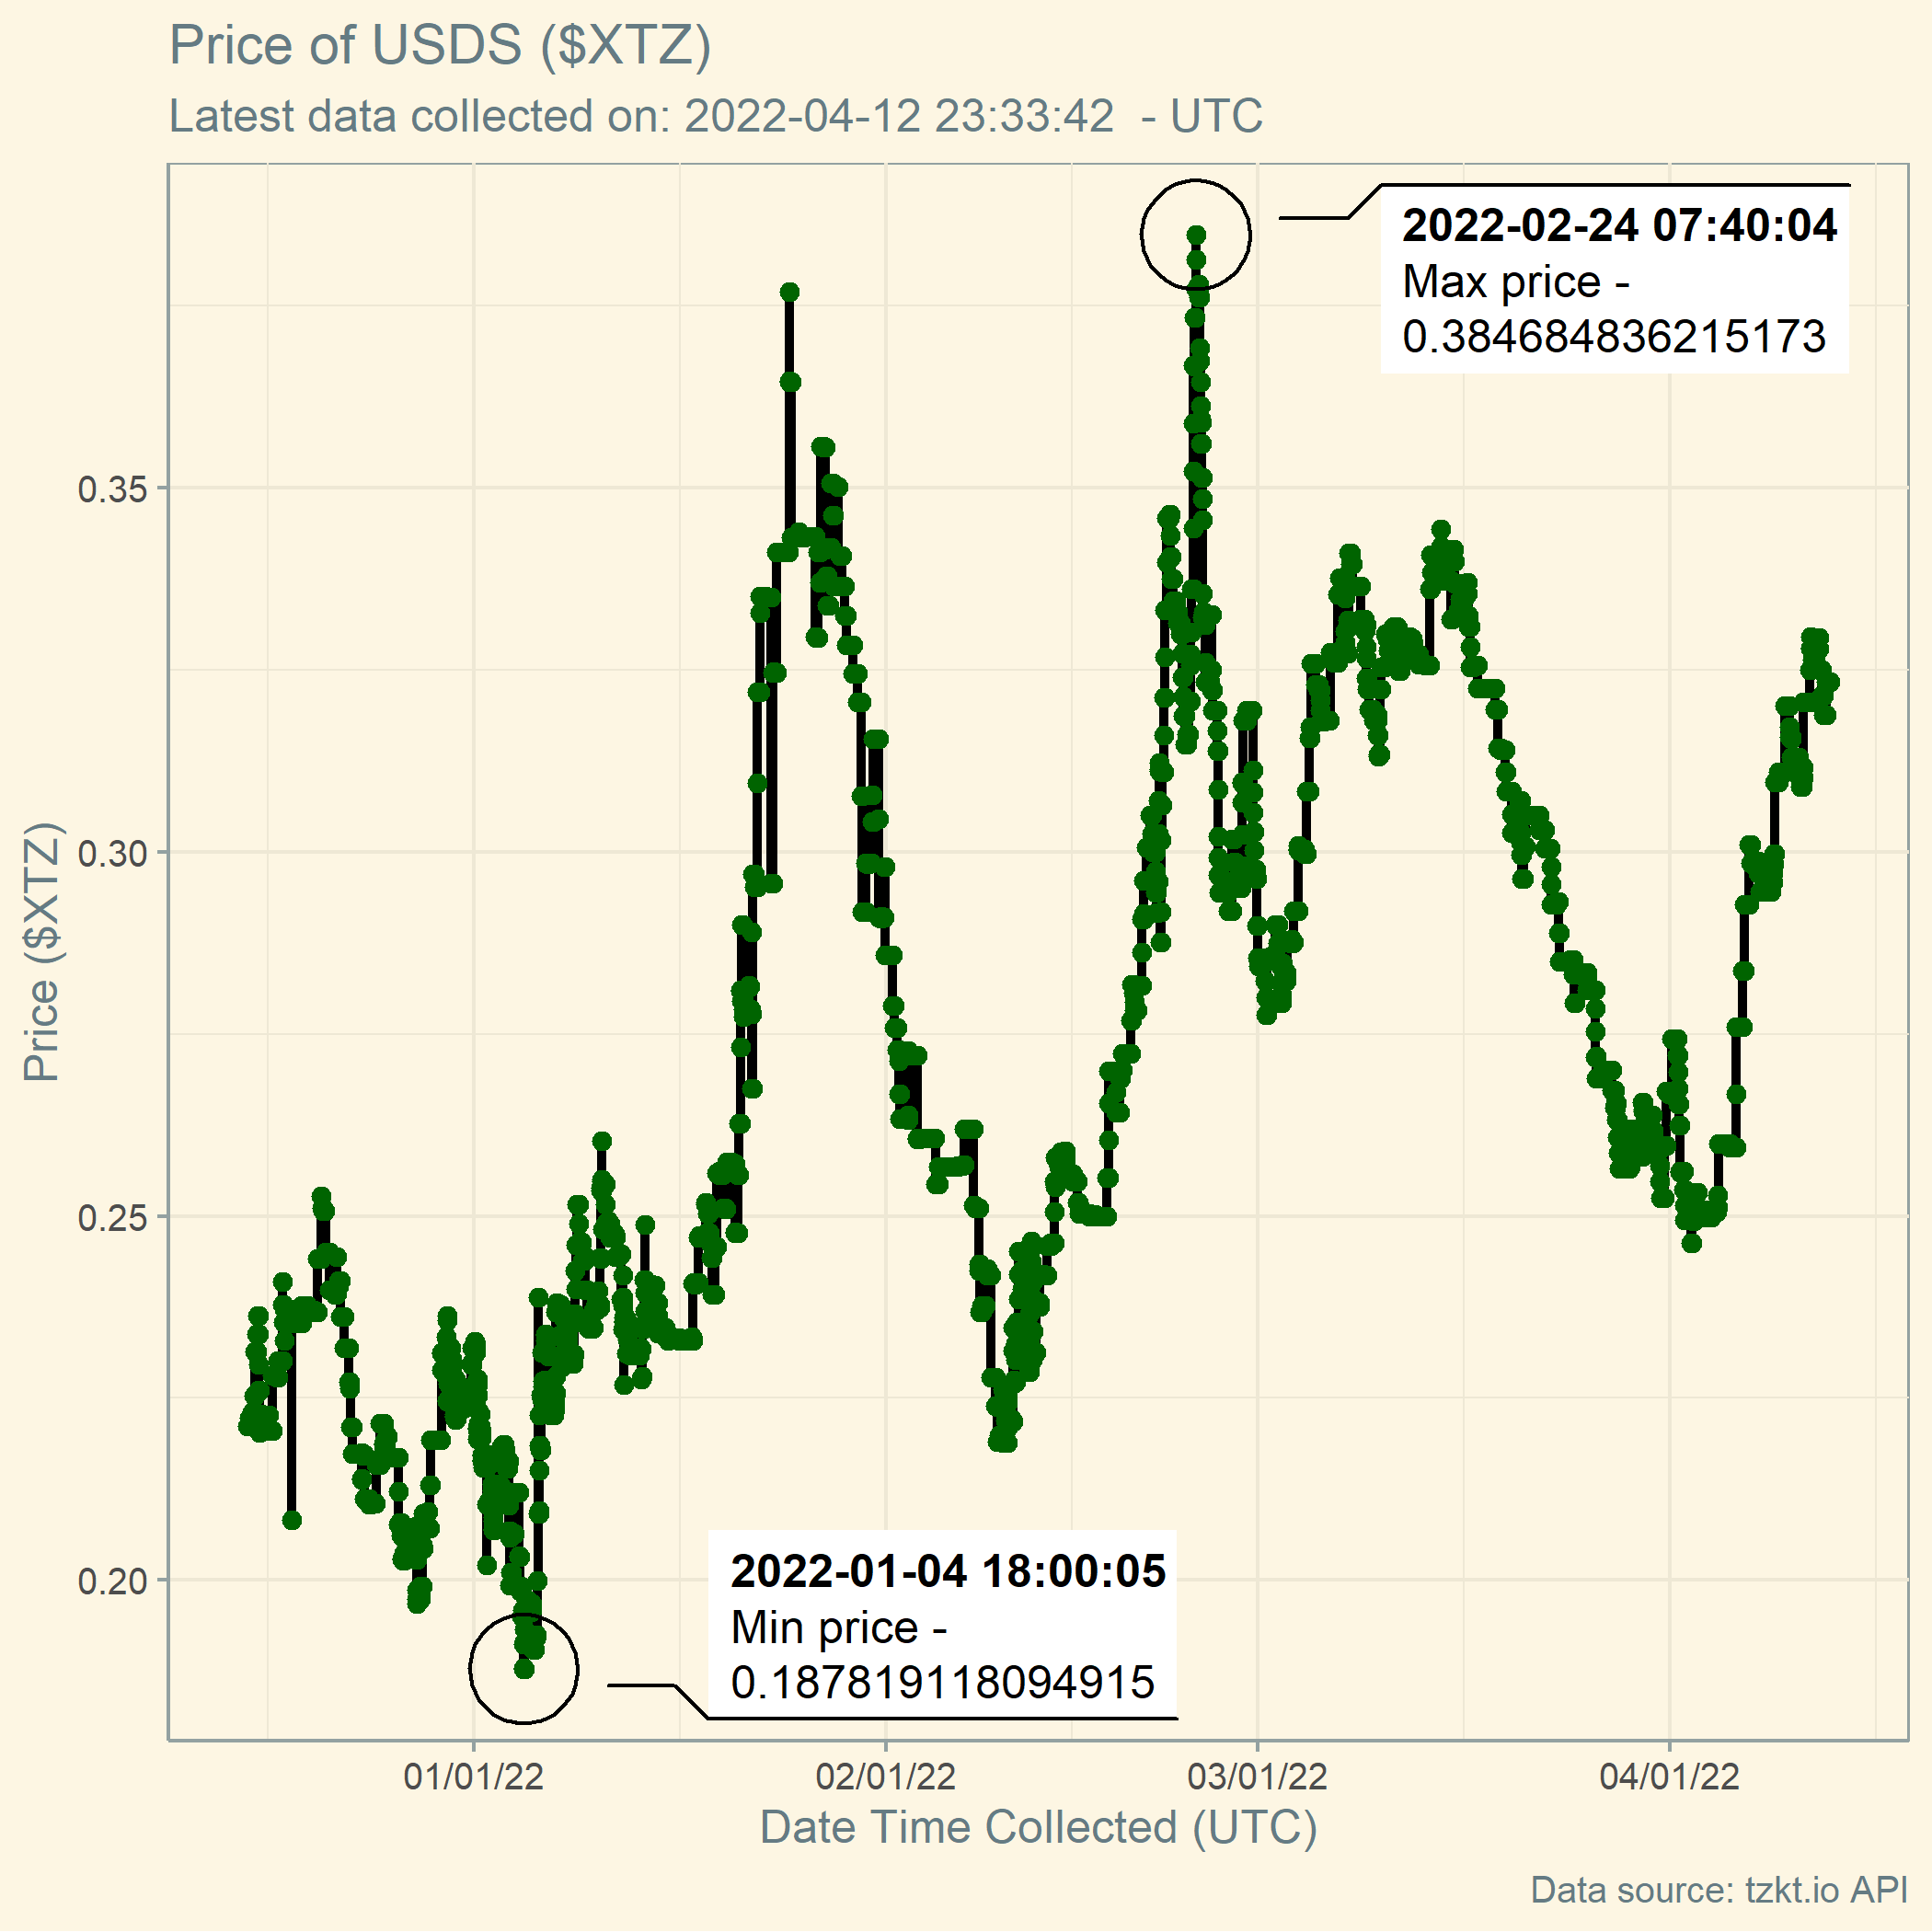 Price of USDS ($XTZ)
Latest data collected on: 2022-04-12 23:33:42  - UTC
2022-02-24 07:40:04
Max price -
0.384684836215173
0.35
0.30
0.25
0.20
Price ($XTZ)
2022-01-04 18:00:05
Min price -
0.187819118094915
01/01/22
02/01/22
03/01/22
04/01/22
Date Time Collected (UTC)
Data source: tzkt.io API